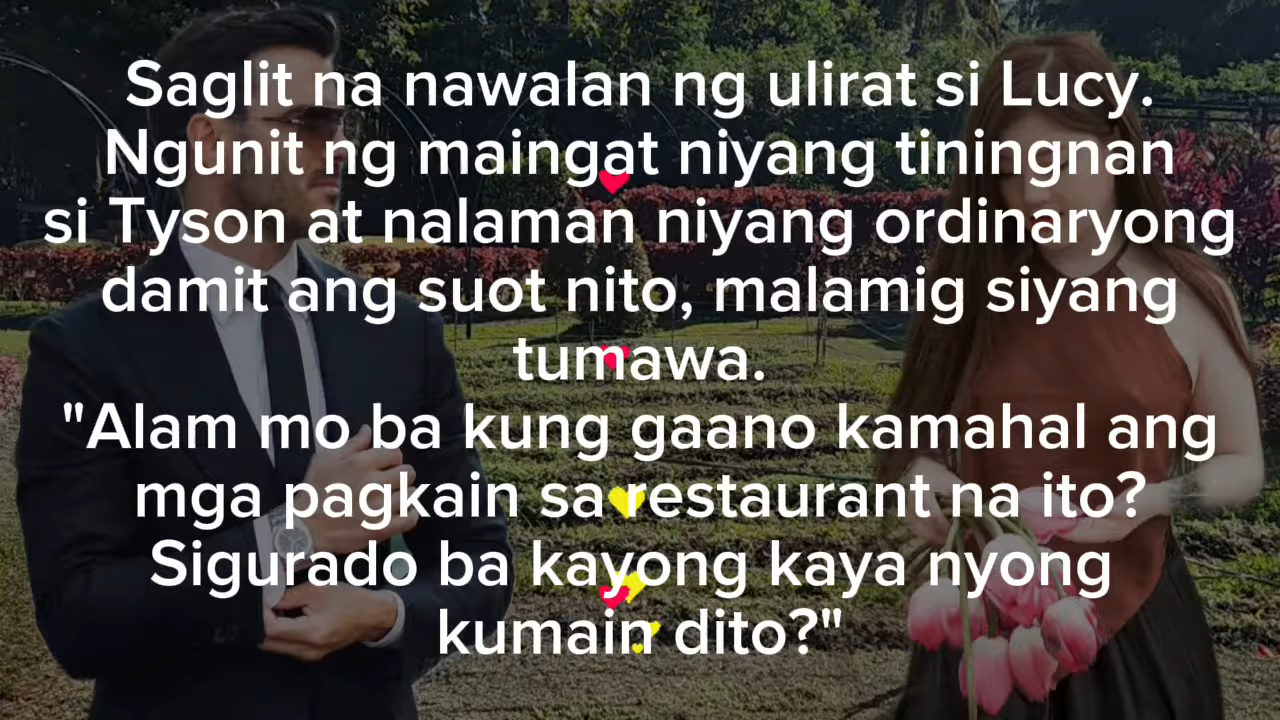 Saglit na nawalan ng ulirat si Lucy.
Ngunit ng maingat niyang tiningnan
si Tyson at nalaman niyang ordinaryong
damit ang suot nito, malamig siyang
tumawa.
"Alam mo ba kung gaano kamahal ang
mga pagkain sa restaurant na ito?
Sigurado ba kayong kaya nyong
kumain dito?"